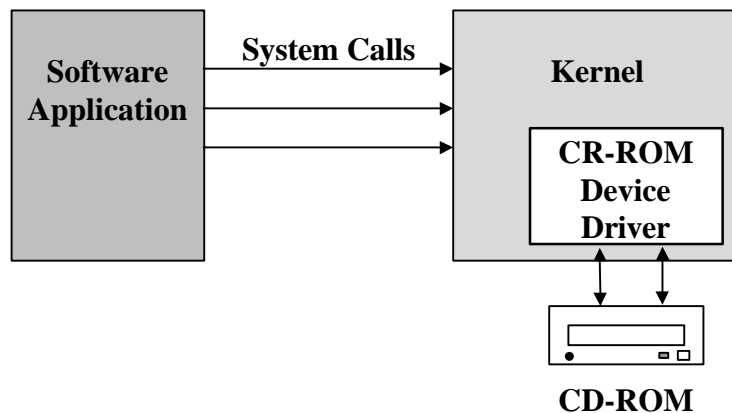 Software
Application
System Calls
Kernel
CR-ROM
Device
Driver
CD-ROM